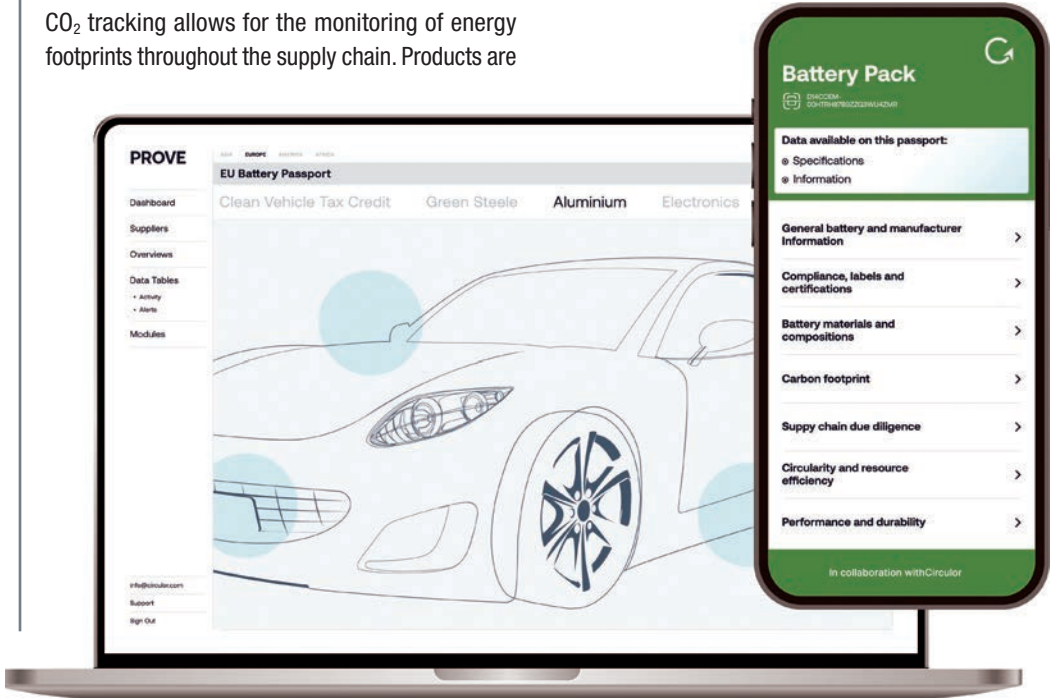 CO₂ tracking allows for the monitoring of energy
footprints throughout the supply chain. Products are
PROVE
ASIA EUROPE AMERICA AFRICA
EU Battery Passport
Clean Vehicle Tax Credit Green Steele Aluminium Electronics
Dashboard
Suppliers
Overviews
Data Tables
• Activity
• Alerts
Modules
info@circulor.com
Support
Sign Out
Battery Pack
Data available on this passport:
Specifications
Information
General battery and manufacturer
Information
Compliance, labels and
certifications
Battery materials and
compositions
Carbon footprint
Suppy chain due diligence
Circularity and resource
efficiency
Performance and durability
In collaboration withCirculor